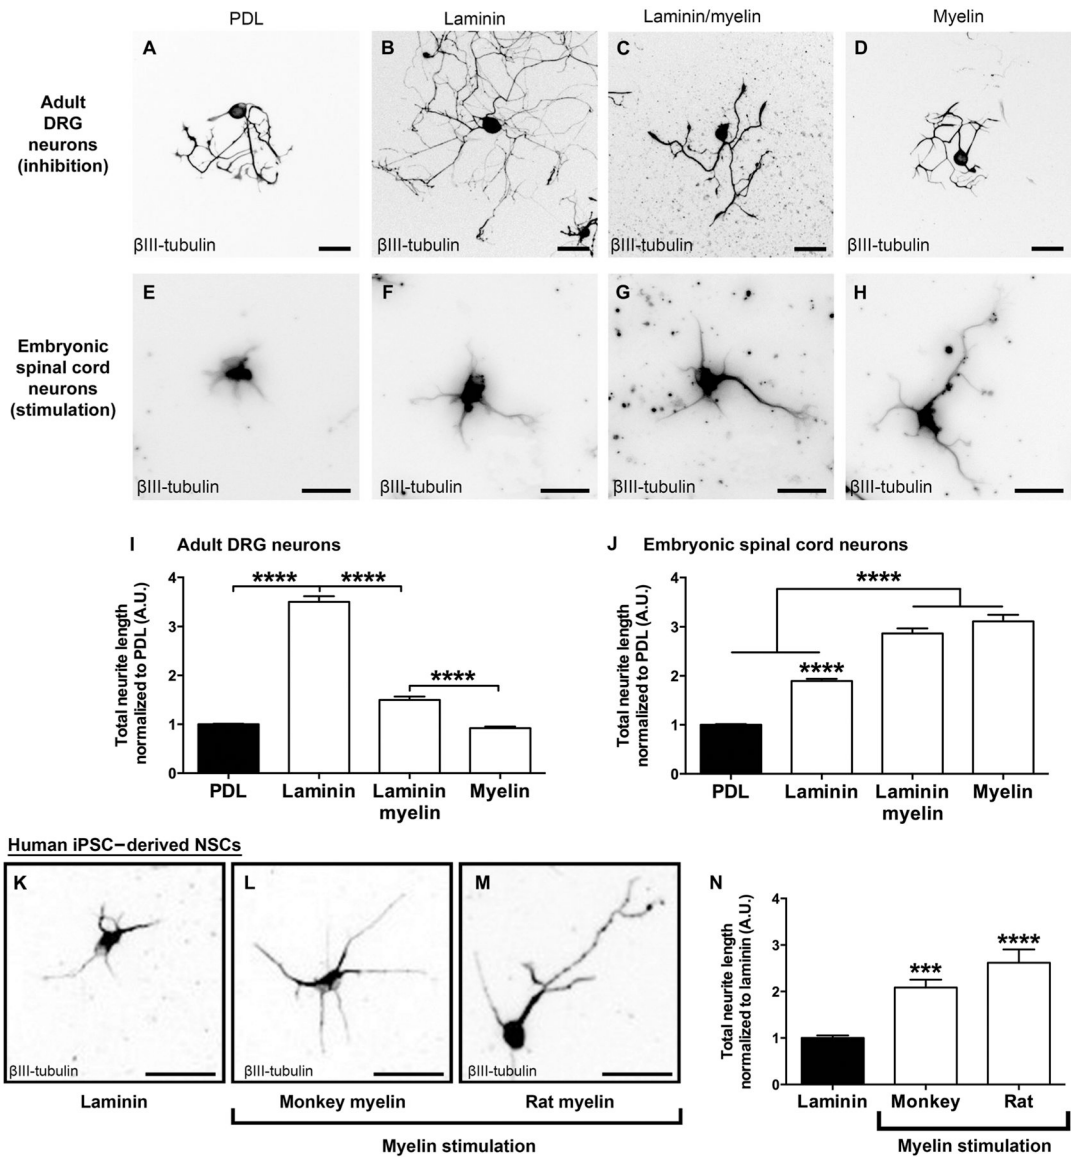 PDL Laminin Laminin/myelin Myelin
Adult
DRG
neurons
(inhibition)
A B C D
βIII-tubulin βIII-tubulin βIII-tubulin βIII-tubulin
Embryonic
spinal cord
neurons
(stimulation)
E F G H
βIII-tubulin βIII-tubulin βIII-tubulin βIII-tubulin
I Adult DRG neurons
Total neurite length
normalized to PDL (A.U.)
4
3
2
1
0
**** ****
****
PDL Laminin Laminin Myelin
myelin
J Embryonic spinal cord neurons
Total neurite length
normalized to PDL (A.U.)
4
3
2
1
0
****
****
PDL Laminin Laminin Myelin
myelin
Human iPSC−derived NSCs
K L M
βIII-tubulin βIII-tubulin βIII-tubulin
Laminin Monkey myelin Rat myelin
Myelin stimulation
N
Total neurite length
normalized to laminin (A.U.)
4
3
2
1
0
*** ****
Laminin Monkey Rat
Myelin stimulation